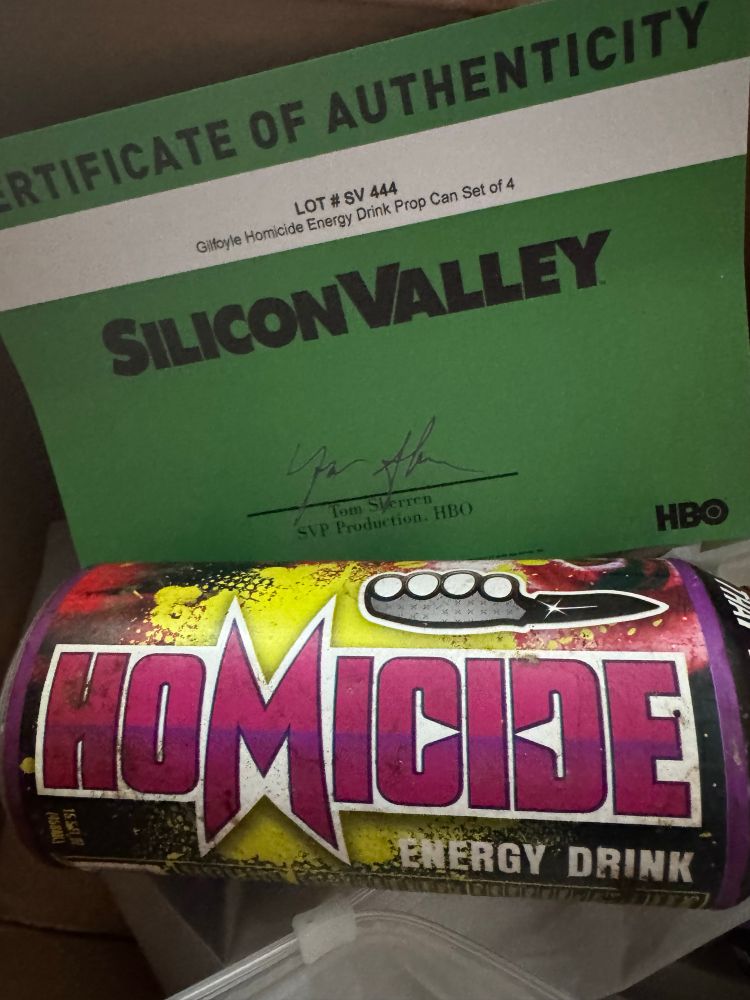 ERTIFICATE OF AUTHENTICITY
LOT # SV 444
Gilfoyle Homicide Energy Drink Prop Can Set of 4
SILICON VALLEY
Tom Sherren
SVP Production, HBO
HBO
HOMICIDE
ENERGY DRINK